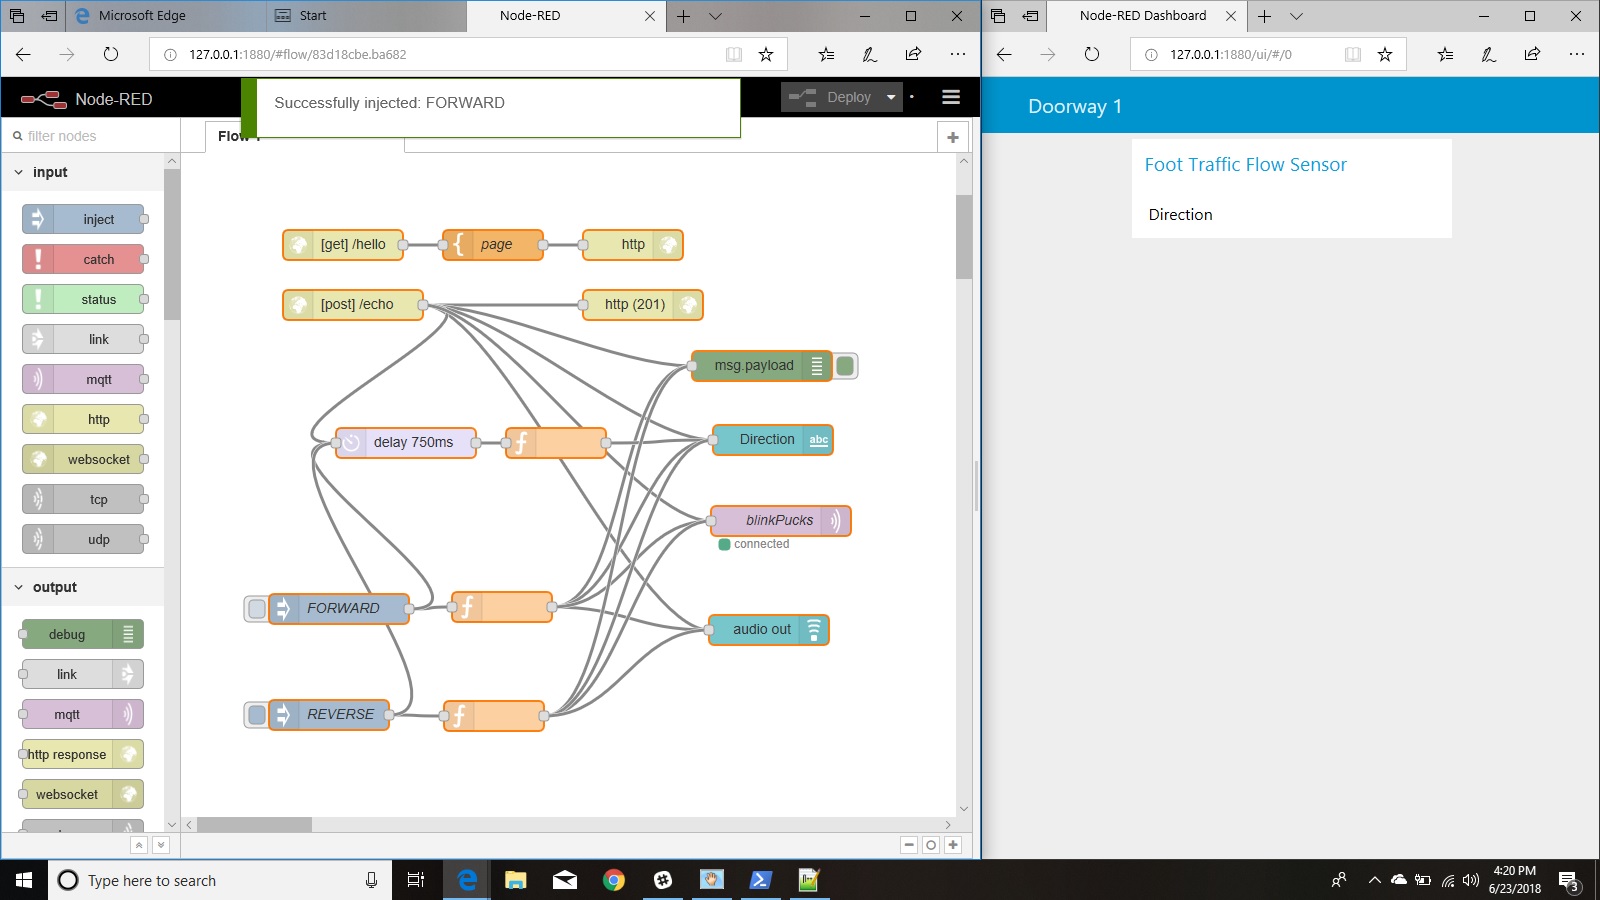 Microsoft Edge
Start
Node-RED
127.0.0.1:1880/#flow/83d18cbe.ba682
Node-RED
Successfully injected: FORWARD
Deploy
filter nodes
Flow 1
input
inject
catch
status
link
mqtt
http
websocket
tcp
udp
output
debug
link
mqtt
http response
websocket
[get] /hello
page
http
[post] /echo
http (201)
msg.payload
delay 750ms
Direction
abc
blinkPucks
connected
FORWARD
audio out
REVERSE
Node-RED Dashboard
127.0.0.1:1880/ui/#/0
Doorway 1
Foot Traffic Flow Sensor
Direction
Type here to search
4:20 PM
6/23/2018
3